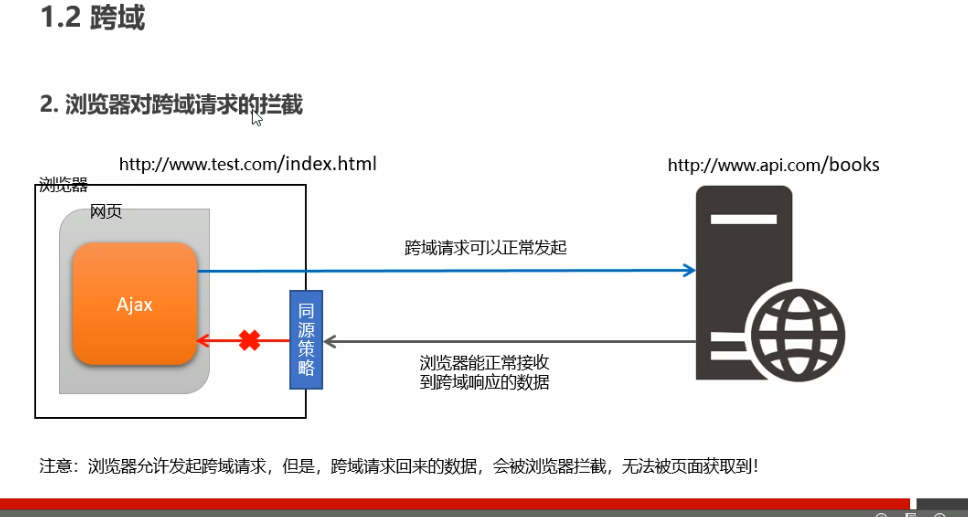 1.2 跨域
2. 浏览器对跨域请求的拦截
http://www.test.com/index.html
http://www.api.com/books
浏览器
网页
跨域请求可以正常发起
Ajax
同
源
策
略
浏览器能正常接收
到跨域响应的数据
注意：浏览器允许发起跨域请求，但是，跨域请求回来的数据，会被浏览器拦截，无法被页面获取到！